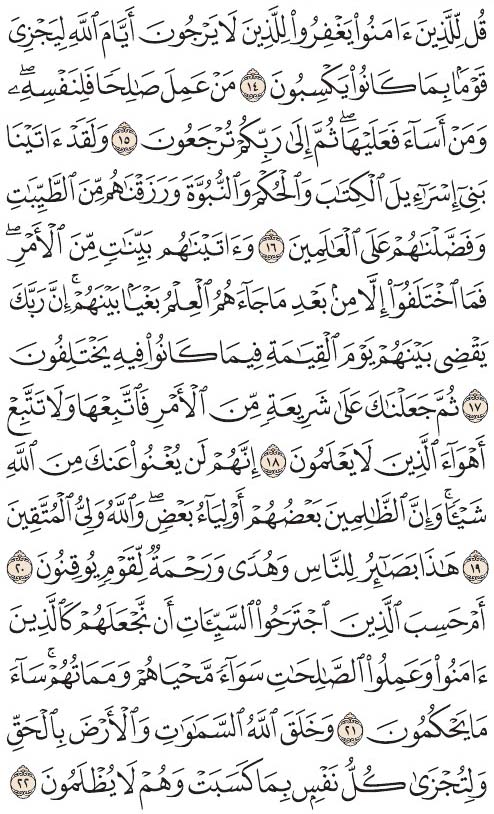 قُل لِّلَّذِينَ ءَامَنُوا۟ يَغْفِرُوا۟ لِلَّذِينَ لَا يَرْجُونَ أَيَّامَ ٱللَّهِ لِيَجْزِىَ
قَوْمًۢا بِمَا كَانُوا۟ يَكْسِبُونَ ١٤ مَنْ عَمِلَ صَٰلِحًا فَلِنَفْسِهِۦ ۖ
وَمَنْ أَسَآءَ فَعَلَيْهَا ۖ ثُمَّ إِلَىٰ رَبِّكُمْ تُرْجَعُونَ ١٥ وَلَقَدْ ءَاتَيْنَا
بَنِىٓ إِسْرَٰٓءِيلَ ٱلْكِتَٰبَ وَٱلْحُكْمَ وَٱلنُّبُوَّةَ وَرَزَقْنَٰهُم مِّنَ ٱلطَّيِّبَٰتِ
وَفَضَّلْنَٰهُمْ عَلَى ٱلْعَٰلَمِينَ ١٦ وَءَاتَيْنَٰهُم بَيِّنَٰتٍ مِّنَ ٱلْأَمْرِ ۖ
فَمَا ٱخْتَلَفُوٓا۟ إِلَّا مِنۢ بَعْدِ مَا جَآءَهُمُ ٱلْعِلْمُ بَغْيًۢا بَيْنَهُمْ ۚ إِنَّ رَبَّكَ
يَقْضِى بَيْنَهُمْ يَوْمَ ٱلْقِيَٰمَةِ فِيمَا كَانُوا۟ فِيهِ يَخْتَلِفُونَ
١٧ ثُمَّ جَعَلْنَٰكَ عَلَىٰ شَرِيعَةٍ مِّنَ ٱلْأَمْرِ فَٱتَّبِعْهَا وَلَا تَتَّبِعْ
أَهْوَآءَ ٱلَّذِينَ لَا يَعْلَمُونَ ١٨ إِنَّهُمْ لَن يُغْنُوا۟ عَنكَ مِنَ ٱللَّهِ
شَيْـًٔا ۚ وَإِنَّ ٱلظَّٰلِمِينَ بَعْضُهُمْ أَوْلِيَآءُ بَعْضٍ ۖ وَٱللَّهُ وَلِىُّ ٱلْمُتَّقِينَ
١٩ هَٰذَا بَصَٰٓئِرُ لِلنَّاسِ وَهُدًى وَرَحْمَةٌ لِّقَوْمٍ يُوقِنُونَ ٢٠
أَمْ حَسِبَ ٱلَّذِينَ ٱجْتَرَحُوا۟ ٱلسَّيِّـَٔاتِ أَن نَّجْعَلَهُمْ كَٱلَّذِينَ
ءَامَنُوا۟ وَعَمِلُوا۟ ٱلصَّٰلِحَٰتِ سَوَآءً مَّحْيَاهُمْ وَمَمَاتُهُمْ ۚ سَآءَ
مَا يَحْكُمُونَ ٢١ وَخَلَقَ ٱللَّهُ ٱلسَّمَٰوَٰتِ وَٱلْأَرْضَ بِٱلْحَقِّ
وَلِتُجْزَىٰ كُلُّ نَفْسٍۭ بِمَا كَسَبَتْ وَهُمْ لَا يُظْلَمُونَ ٢٢